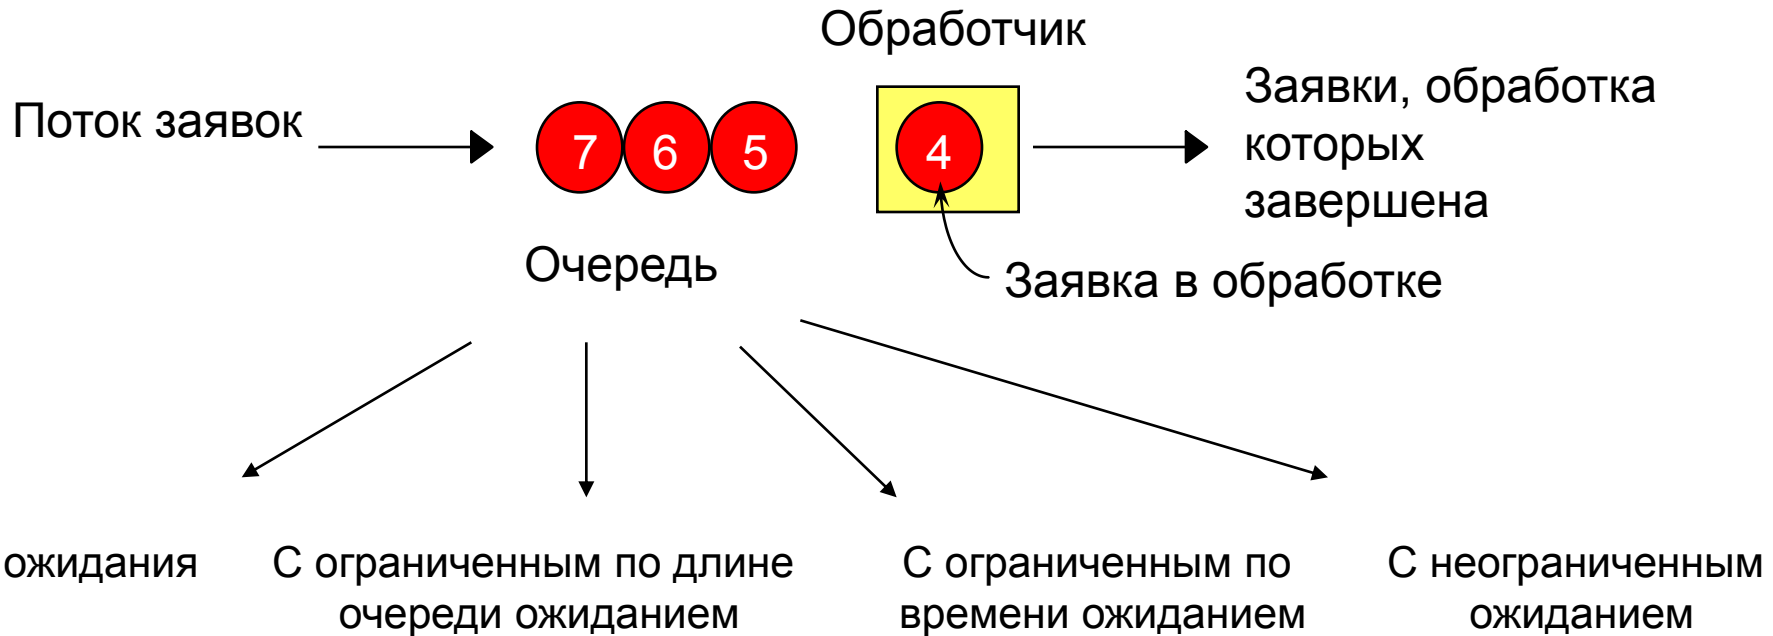 Обработчик
Поток заявок
7 6 5
4
Заявки, обработка
которых
завершена
Очередь
Заявка в обработке
ожидания
С ограниченным по длине
очереди ожиданием
С ограниченным по
времени ожиданием
С неограниченным
ожиданием